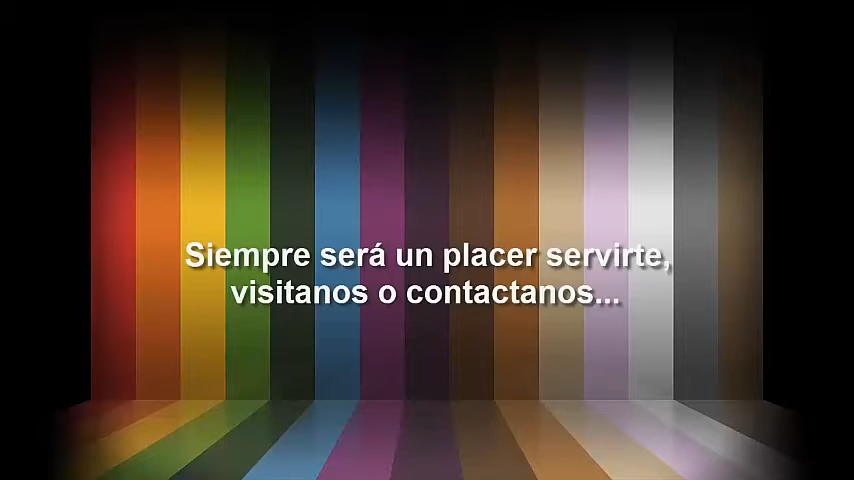 Siempre será un placer servirte,
visitanos o contactanos...